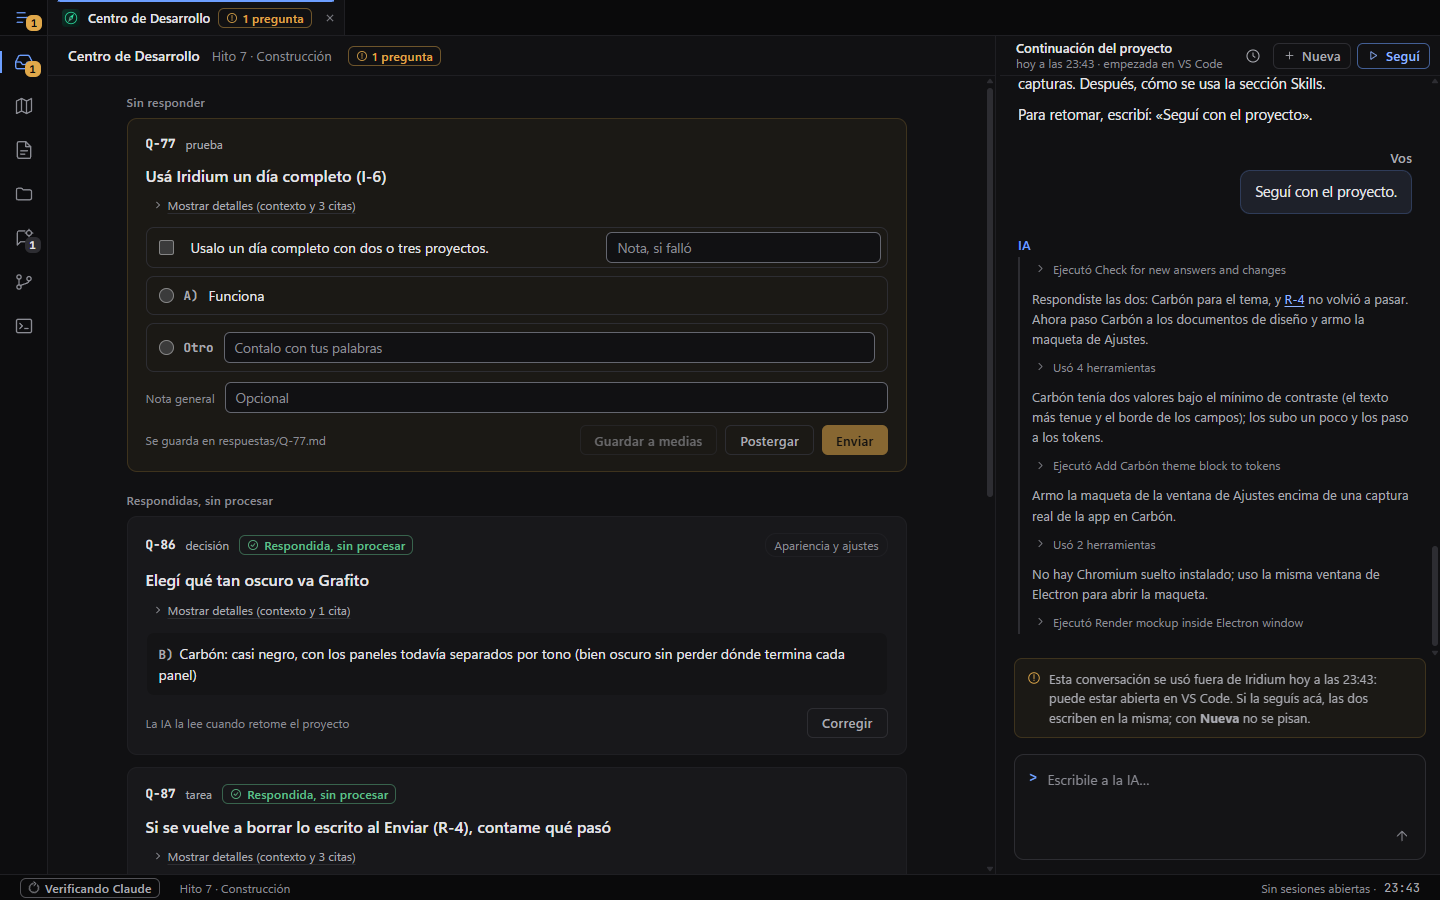 1
Centro de Desarrollo
1 pregunta
×
Centro de Desarrollo
Hito 7 · Construcción
1 pregunta
Continuación del proyecto
hoy a las 23:43 · empezada en VS Code
+ Nueva
Seguí
1
1
Sin responder
Q-77 prueba
Usá Iridium un día completo (I-6)
Mostrar detalles (contexto y 3 citas)
Usalo un día completo con dos o tres proyectos.
Nota, si falló
A) Funciona
Otro
Contalo con tus palabras
Nota general
Opcional
Se guarda en respuestas/Q-77.md
Guardar a medias
Postergar
Enviar
Respondidas, sin procesar
Q-86 decisión
Respondida, sin procesar
Apariencia y ajustes
Elegí qué tan oscuro va Grafito
Mostrar detalles (contexto y 1 cita)
B) Carbón: casi negro, con los paneles todavía separados por tono (bien oscuro sin perder dónde termina cada
panel)
La IA la lee cuando retome el proyecto
Corregir
Q-87 tarea
Respondida, sin procesar
Si se vuelve a borrar lo escrito al Enviar (R-4), contame qué pasó
Mostrar detalles (contexto y 3 citas)
capturas. Después, cómo se usa la sección Skills.
Para retomar, escribí: «Seguí con el proyecto».
Vos
Seguí con el proyecto.
IA
Ejecutó Check for new answers and changes
Respondiste las dos: Carbón para el tema, y R-4 no volvió a pasar.
Ahora paso Carbón a los documentos de diseño y armo la
maqueta de Ajustes.
Usó 4 herramientas
Carbón tenía dos valores bajo el mínimo de contraste (el texto
más tenue y el borde de los campos); los subo un poco y los paso
a los tokens.
Ejecutó Add Carbón theme block to tokens
Armo la maqueta de la ventana de Ajustes encima de una captura
real de la app en Carbón.
Usó 2 herramientas
No hay Chromium suelto instalado; uso la misma ventana de
Electron para abrir la maqueta.
Ejecutó Render mockup inside Electron window
Esta conversación se usó fuera de Iridium hoy a las 23:43:
puede estar abierta en VS Code. Si la seguís acá, las dos
escriben en la misma; con Nueva no se pisan.
> Escribile a la IA...
Verificando Claude
Hito 7 · Construcción
Sin sesiones abiertas ·
23:43